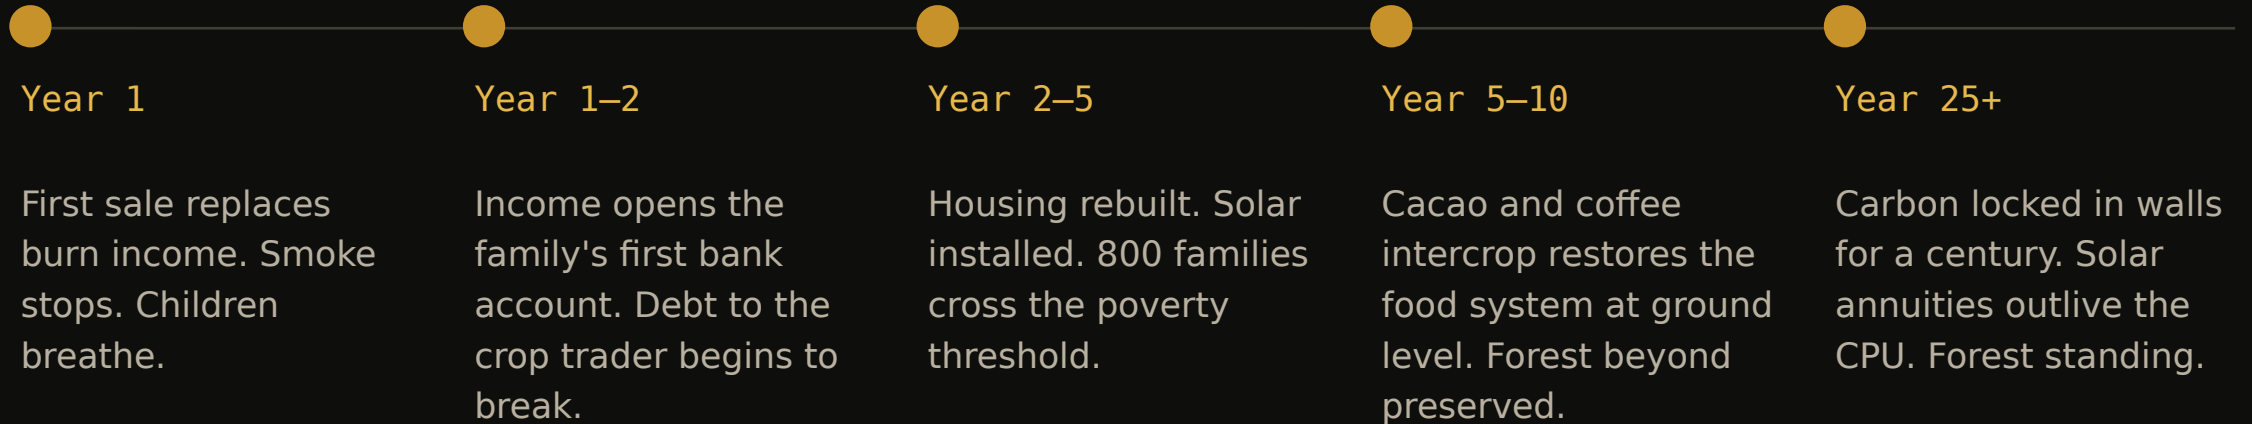 Year 1
First sale replaces
burn income. Smoke
stops. Children
breathe.
Year 1–2
Income opens the
family's first bank
account. Debt to the
crop trader begins to
break.
Year 2–5
Housing rebuilt. Solar
installed. 800 families
cross the poverty
threshold.
Year 5–10
Cacao and coffee
intercrop restores the
food system at ground
level. Forest beyond
preserved.
Year 25+
Carbon locked in walls
for a century. Solar
annuities outlive the
CPU. Forest standing.